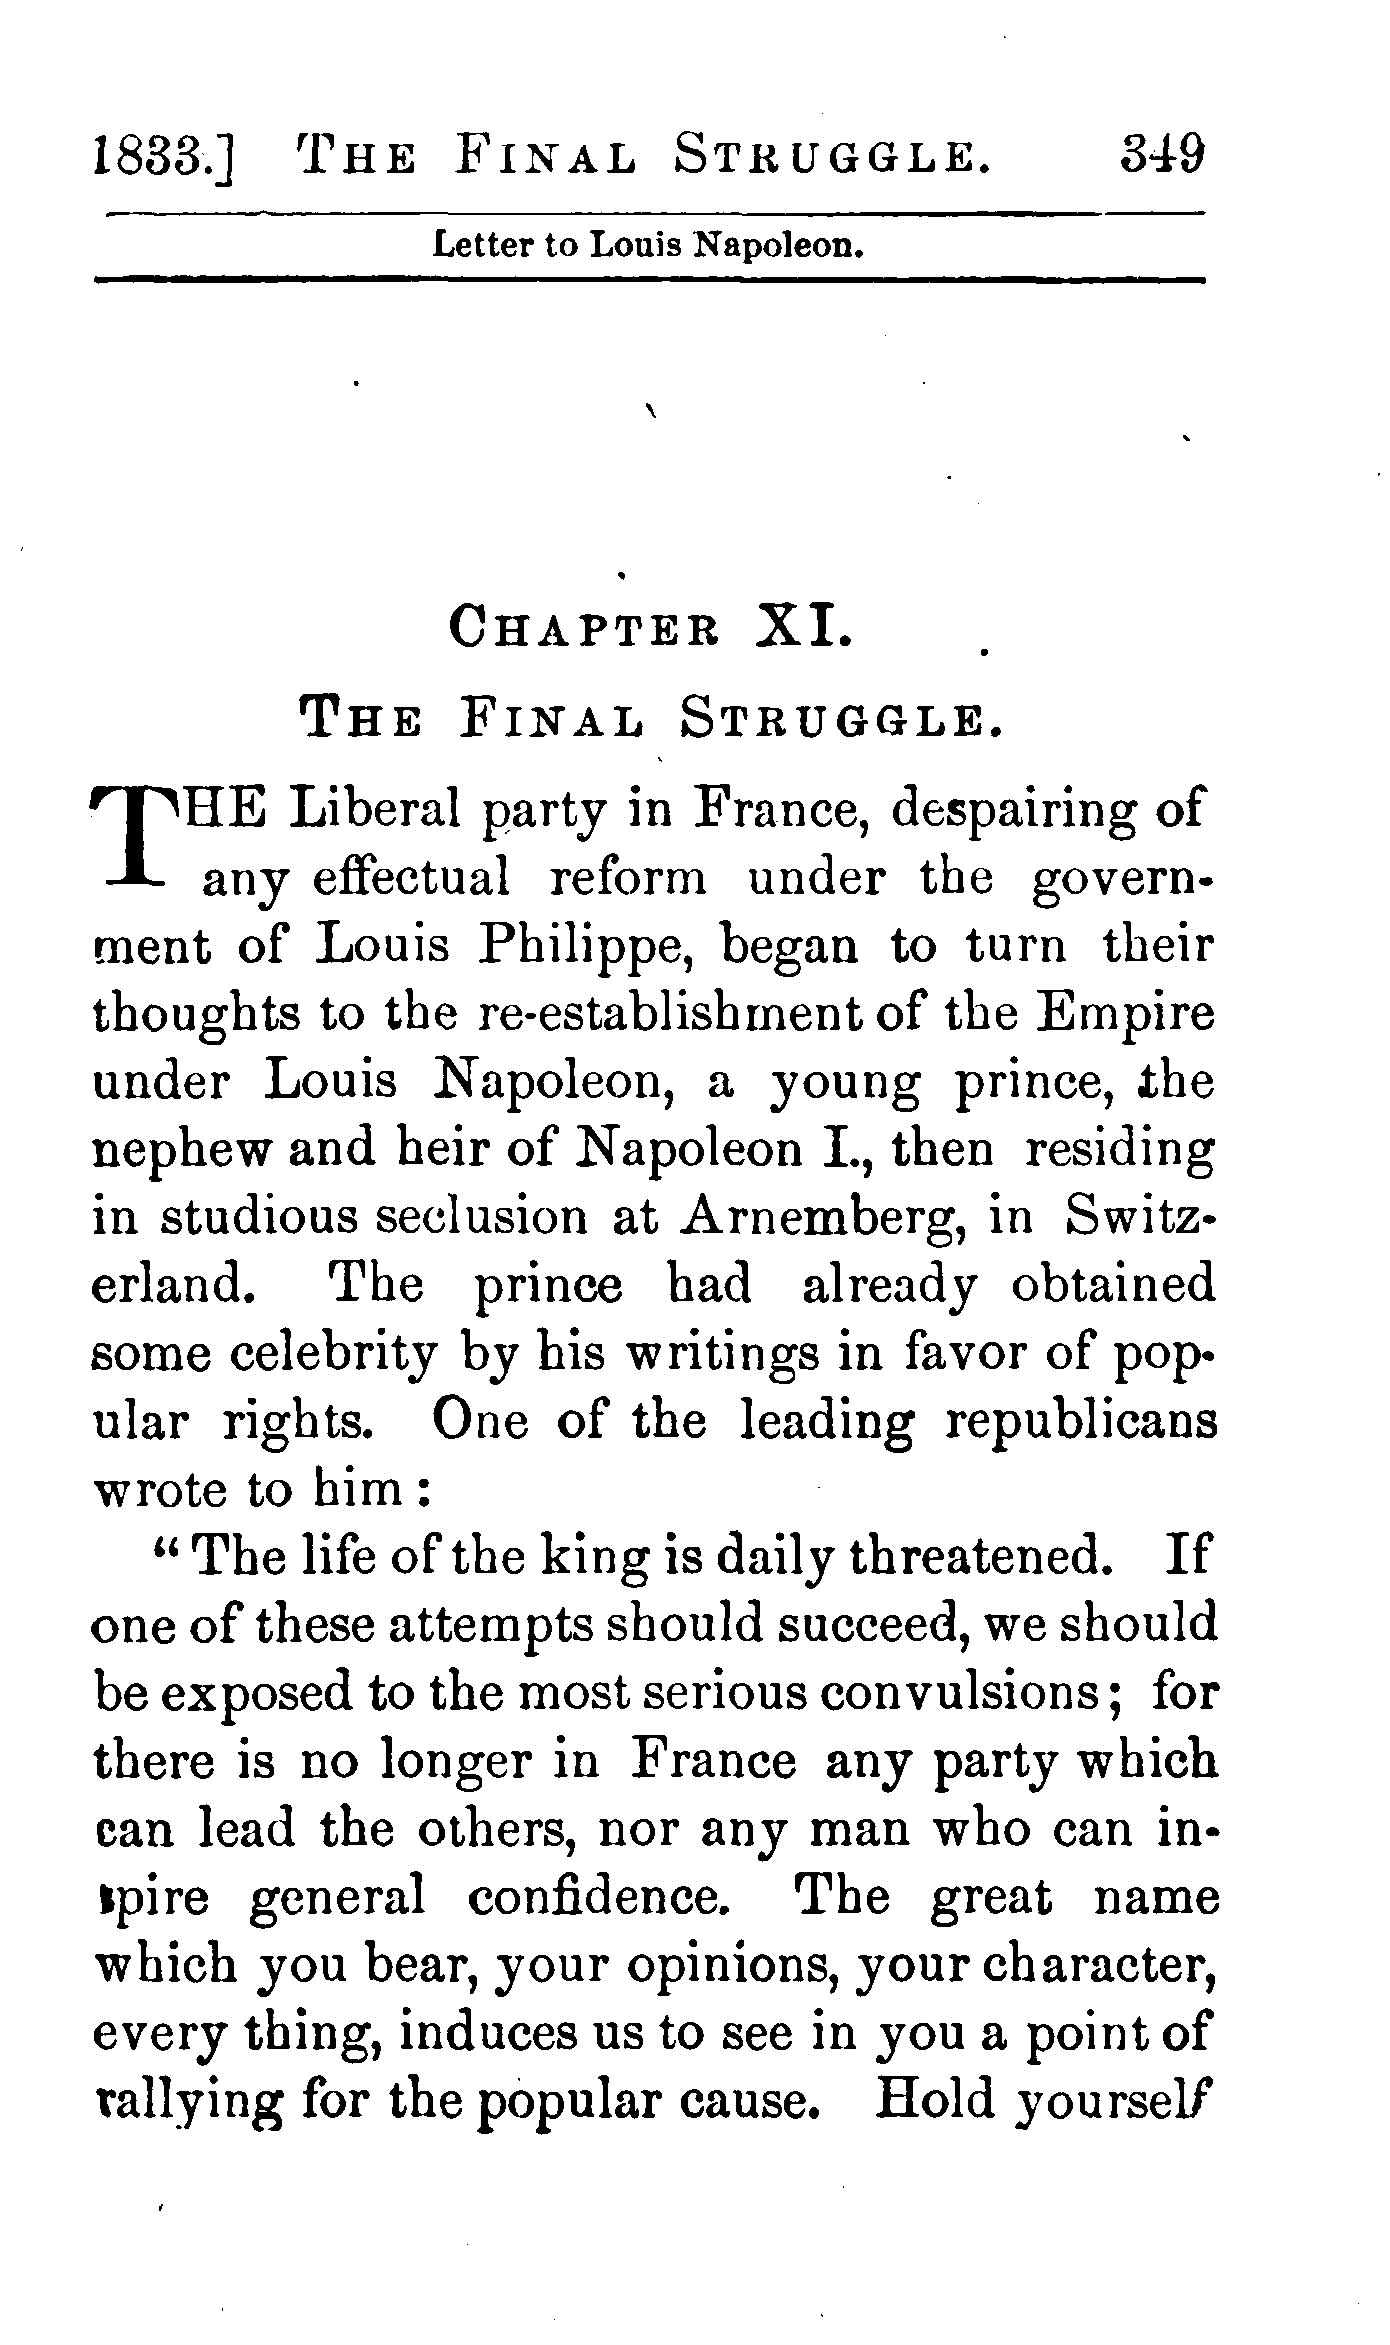 1833.] THE FINAL STRUGGLE. 349
Letter to Louis Napoleon.
CHAPTER XI.
THE FINAL STRUGGLE.
THE Liberal party in France, despairing of
any effectual reform under the govern-
ment of Louis Philippe, began to turn their
thoughts to the re-establishment of the Empire
under Louis Napoleon, a young prince, the
nephew and heir of Napoleon I., then residing
in studious seclusion at Arnemberg, in Switz-
erland. The prince had already obtained
some celebrity by his writings in favor of pop-
ular rights. One of the leading republicans
wrote to him :
“ The life of the king is daily threatened. If
one of these attempts should succeed, we should
be exposed to the most serious convulsions; for
there is no longer in France any party which
can lead the others, nor any man who can in-
spire general confidence. The great name
which you bear, your opinions, your character,
every thing, induces us to see in you a point of
rallying for the popular cause. Hold yourself